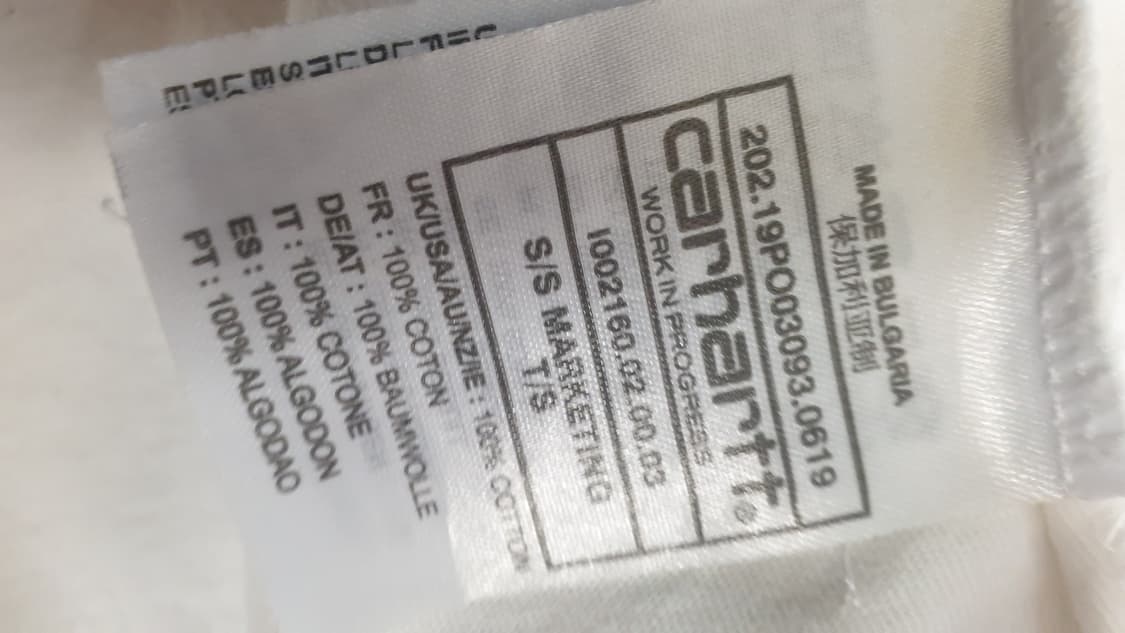 MADE IN BULGARIA
保加利亚制
202.19PO03093.0619
carhartt®
WORK IN PROGRESS
I002160.02.00.03
S/S MARKETING
T/S
UK/USA/AUNZ/IE : 100% COTTON
FR : 100% COTON
DE/AT : 100% BAUMWOLLE
IT : 100% COTONE
ES : 100% ALGODON
PT : 100% ALGODAO